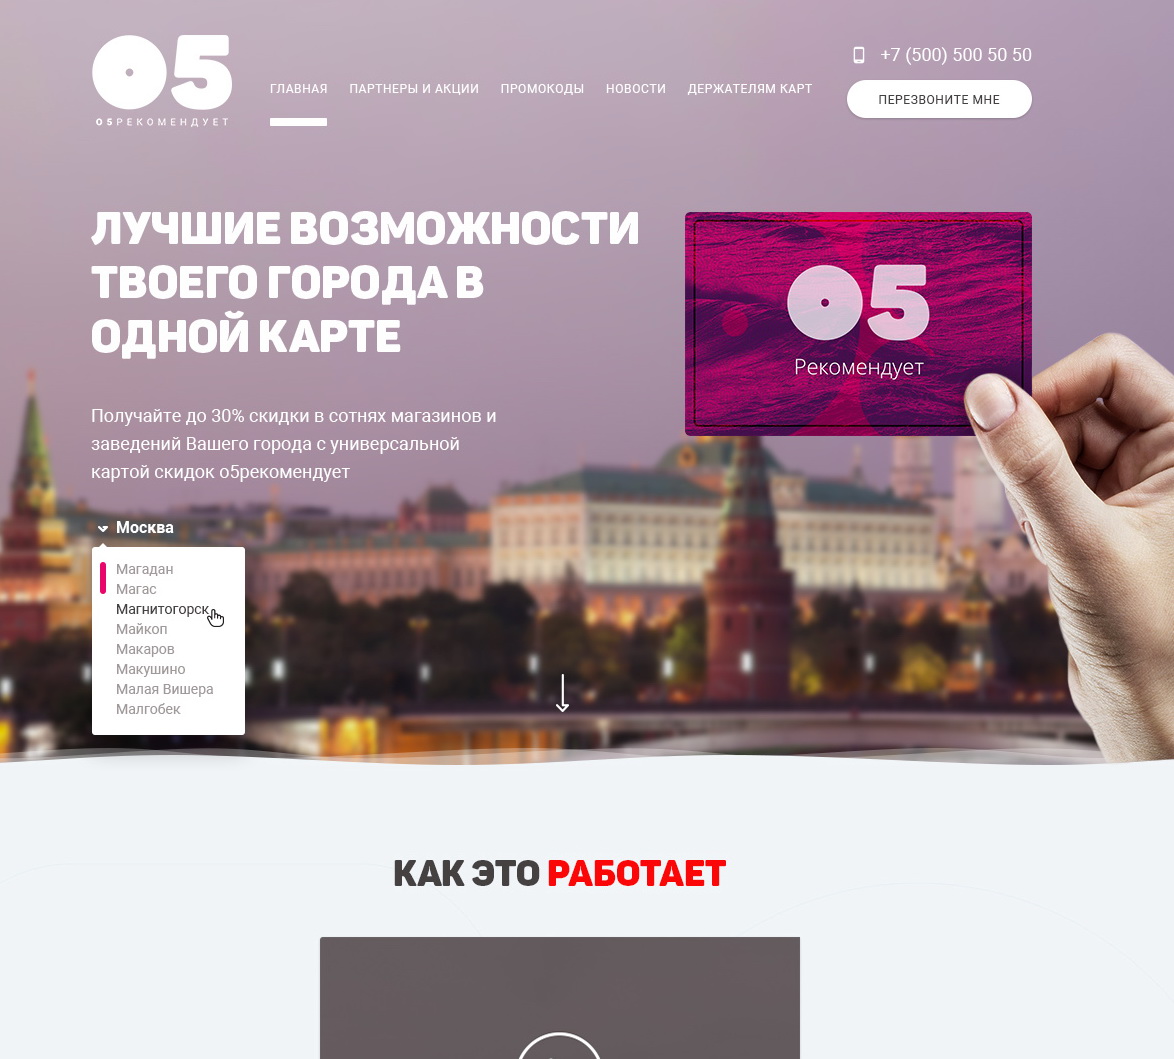 05
05РЕКОМЕНДУЕТ
ГЛАВНАЯ ПАРТНЕРЫ И АКЦИИ ПРОМОКОДЫ НОВОСТИ ДЕРЖАТЕЛЯМ КАРТ
+7 (500) 500 50 50
ПЕРЕЗВОНИТЕ МНЕ
ЛУЧШИЕ ВОЗМОЖНОСТИ
ТВОЕГО ГОРОДА В
ОДНОЙ КАРТЕ
Получайте до 30% скидки в сотнях магазинов и
заведений Вашего города с универсальной
картой скидок о5рекомендует
05
Рекомендует
Москва
Магадан
Магас
Магнитогорск
Майкоп
Макаров
Макушино
Малая Вишера
Малгобек
КАК ЭТО РАБОТАЕТ